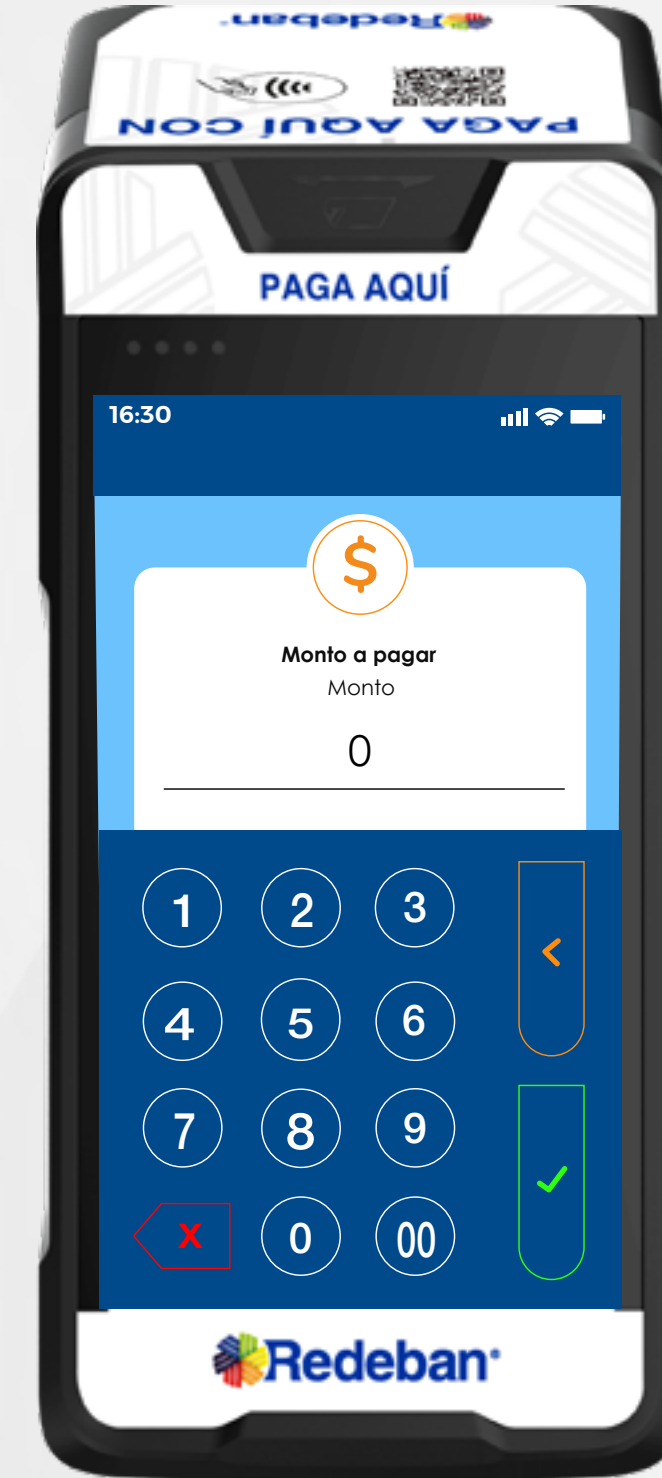 Redeban
PAGA AQUÍ CON
PAGA AQUÍ
16:30
$
Monto a pagar
Monto
0
1 2 3 <
4 5 6
7 8 9
X 0 00
Redeban